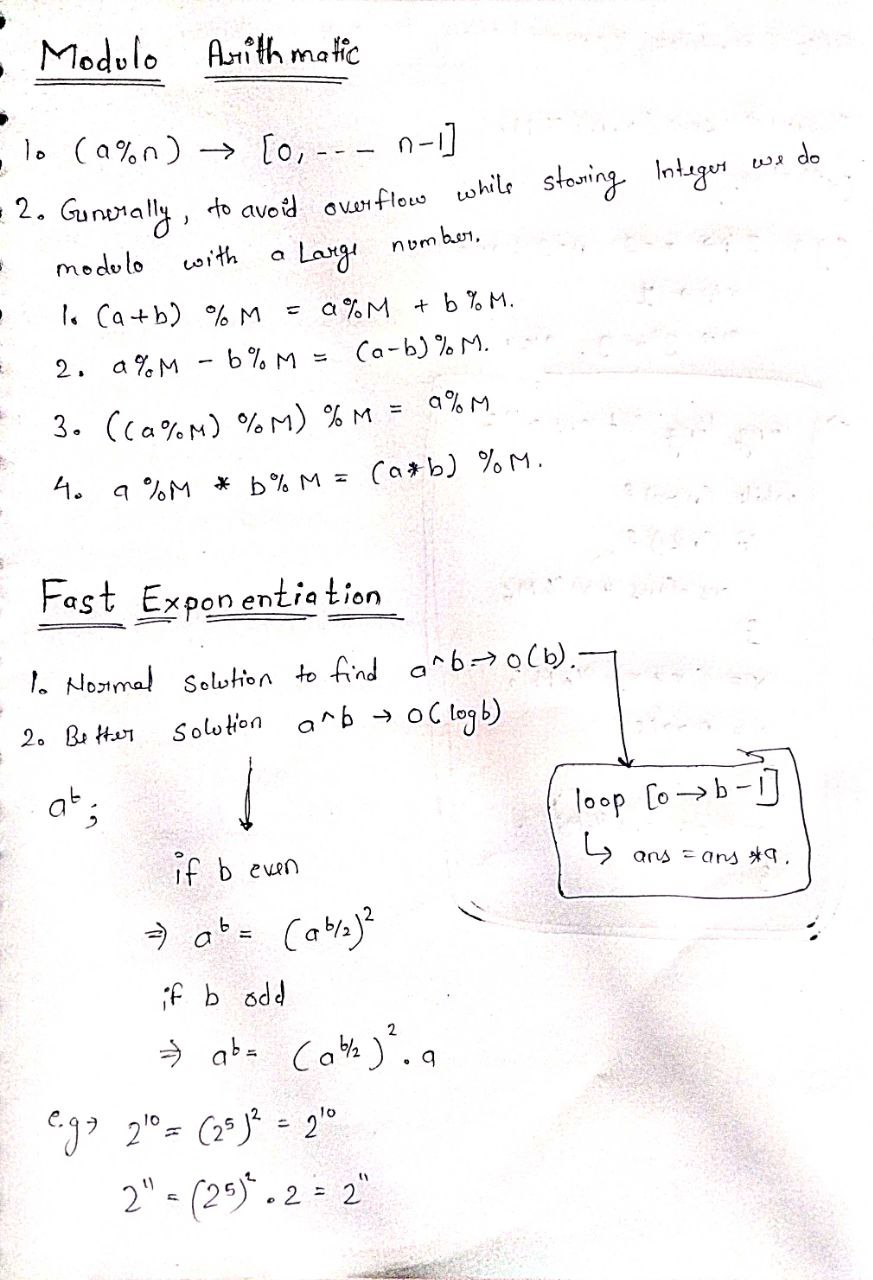 Modulo Arithmatic
1. (a%n) → [0, --- n-1]
2. Generally, to avoid overflow while storing Integer we do
modulo with a Large number.
1. (a+b) % M = a%M + b%M.
2. a%M - b%M = (a-b)%M.
3. ((a%M) %M) %M = a%M
4. a%M * b%M = (a*b) %M.
Fast Exponentiation
1. Normal Solution to find a^b → O(b).
2. Better Solution a^b → O(logb)
a^b;
loop [0→b-1]
↳ ans = ans *a.
if b even
⇒ a^b = (a^b/2)^2
if b odd
⇒ a^b = (a^b/2)^2 . a
e.g → 2^10 = (2^5)^2 = 2^10
2^11 = (2^5)^2 . 2 = 2^11